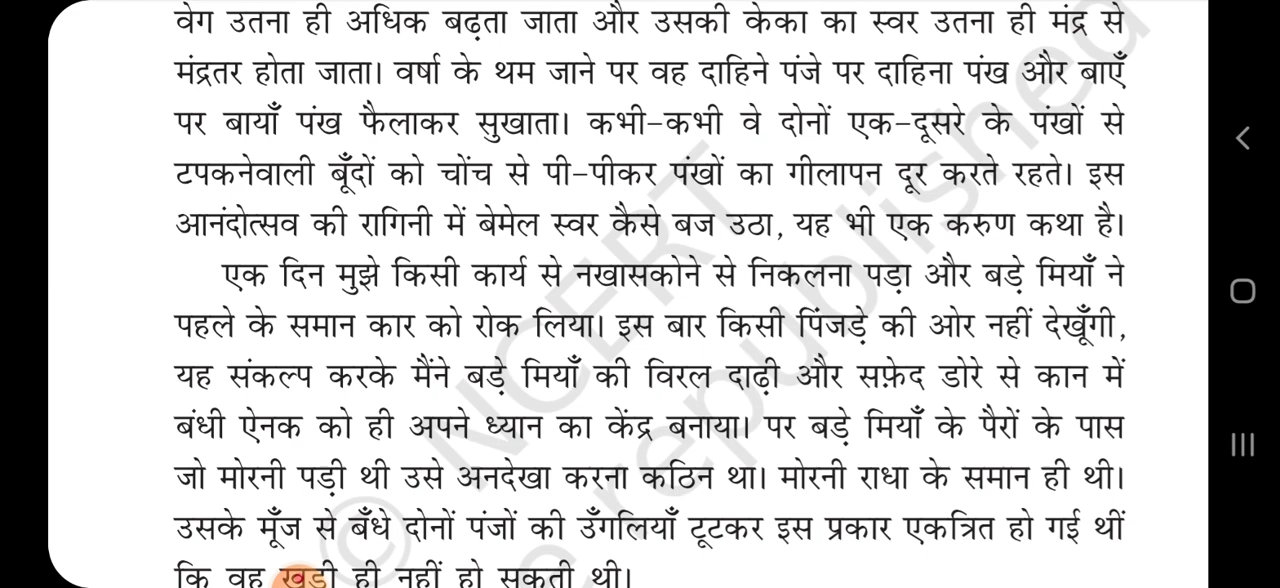 वेग उतना ही अधिक बढ़ता जाता और उसकी केका का स्वर उतना ही मंद्र से
मंद्रतर होता जाता। वर्षा के थम जाने पर वह दाहिने पंजे पर दाहिना पंख और बाएँ
पर बायाँ पंख फैलाकर सुखाता। कभी-कभी वे दोनों एक-दूसरे के पंखों से
टपकनेवाली बूँदों को चोंच से पी-पीकर पंखों का गीलापन दूर करते रहते। इस
आनंदोत्सव की रागिनी में बेमेल स्वर कैसे बज उठा, यह भी एक करुण कथा है।
एक दिन मुझे किसी कार्य से नखासकोने से निकलना पड़ा और बड़े मियाँ ने
पहले के समान कार को रोक लिया। इस बार किसी पिंजड़े की ओर नहीं देखूँगी,
यह संकल्प करके मैंने बड़े मियाँ की विरल दाढ़ी और सफ़ेद डोरे से कान में
बंधी ऐनक को ही अपने ध्यान का केंद्र बनाया। पर बड़े मियाँ के पैरों के पास
जो मोरनी पड़ी थी उसे अनदेखा करना कठिन था। मोरनी राधा के समान ही थी।
उसके मूँज से बँधे दोनों पंजों की उँगलियाँ टूटकर इस प्रकार एकत्रित हो गई थीं
कि वह खड़ी ही नहीं हो सकती थी।
© NCERT
republished